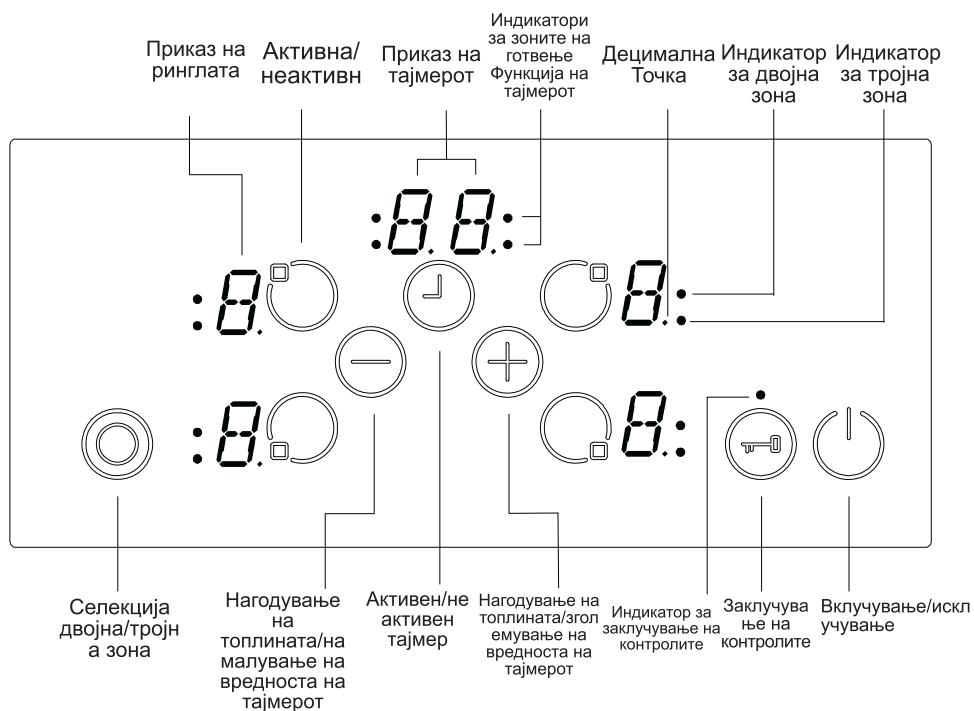 Приказ на
ринглата
Активна/
неактивн
Приказ на
тајмерот
Индикатори
за зоните на
готвење
Функција на
тајмерот
Децимална
Точка
Индикатор
за двојна
зона
Индикатор
за тројна
зона
Селекција
двојна/тројн
а зона
Нагодување
на
топлината/на
малување на
вредноста на
тајмерот
Активен/не
активен
тајмер
Нагодување на
топлината/згол
емување на
вредноста на
тајмерот
Индикатор за
заклучување на
контролите
Заклучува
ње на
контролите
Вклучување/искл
учување